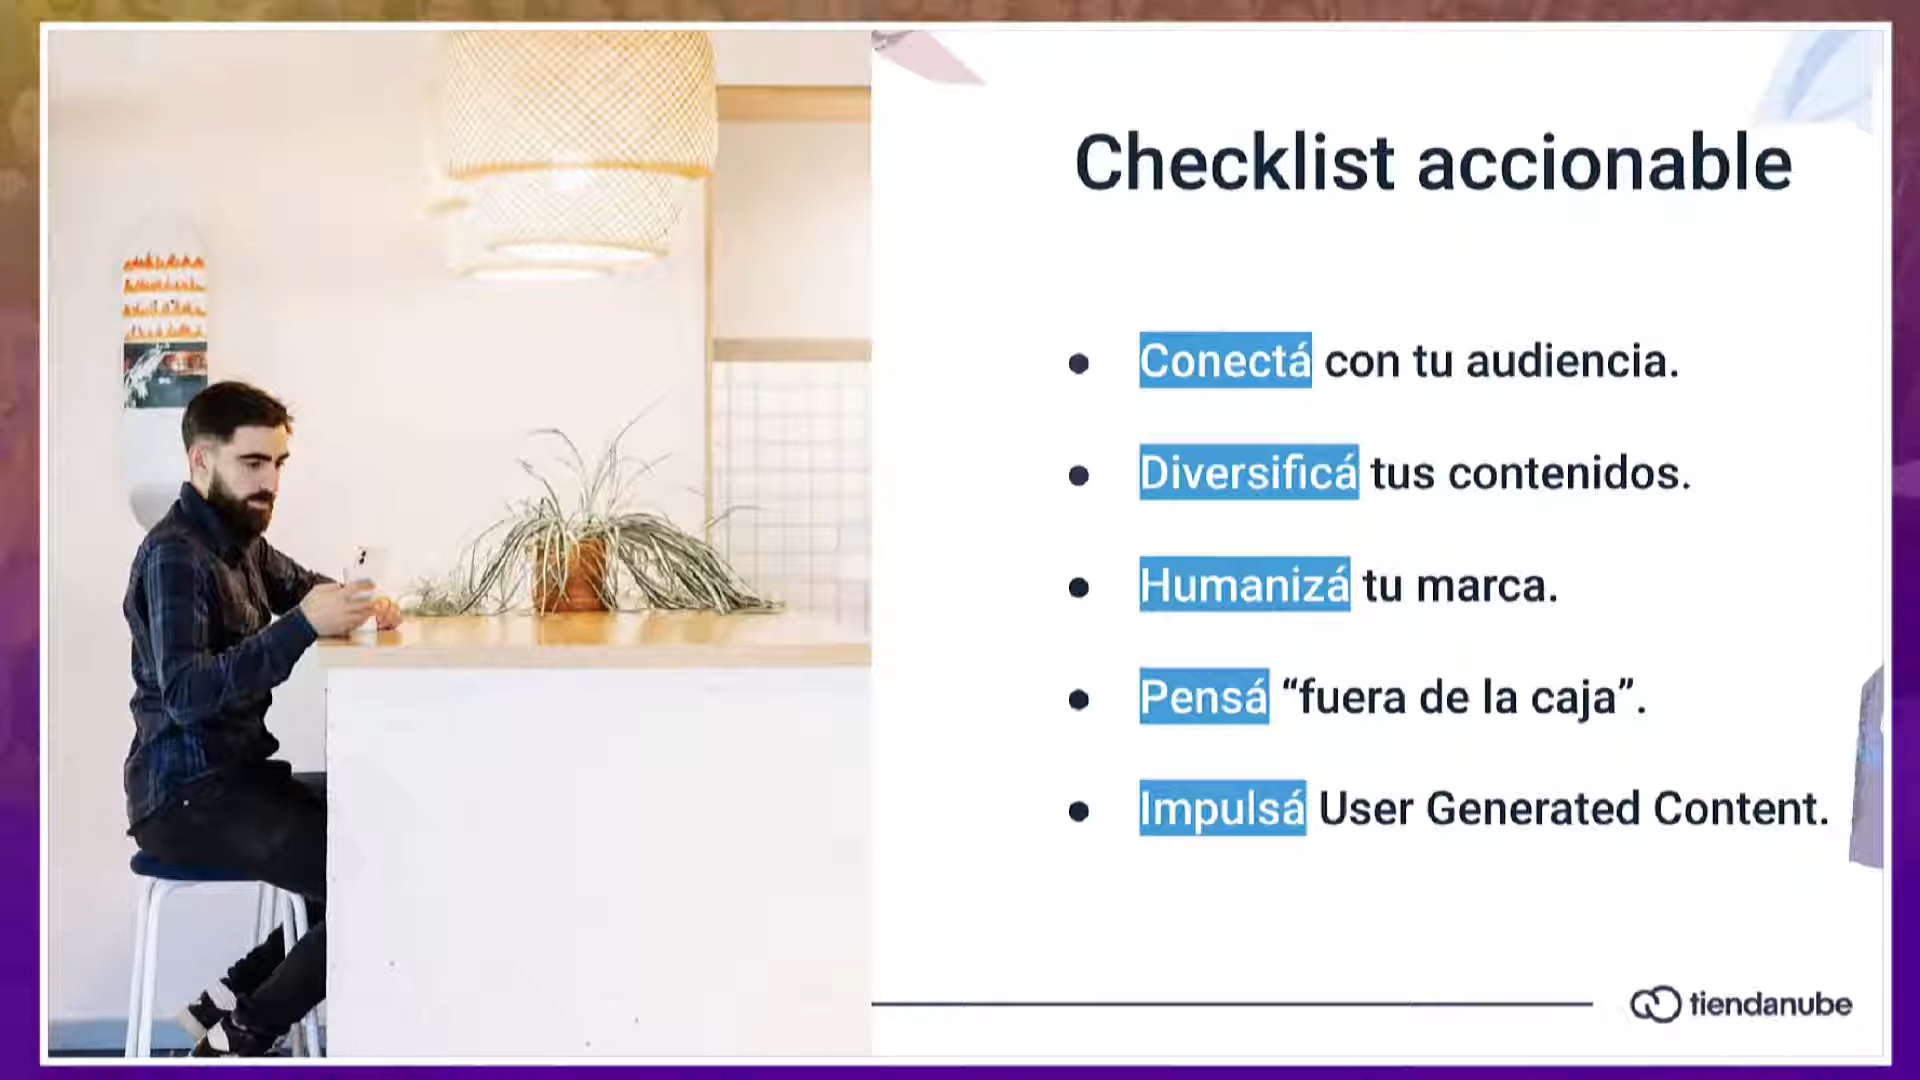 Checklist accionable
● Conectá con tu audiencia.
● Diversificá tus contenidos.
● Humanizá tu marca.
● Pensá “fuera de la caja”.
● Impulsá User Generated Content.
tiendanube